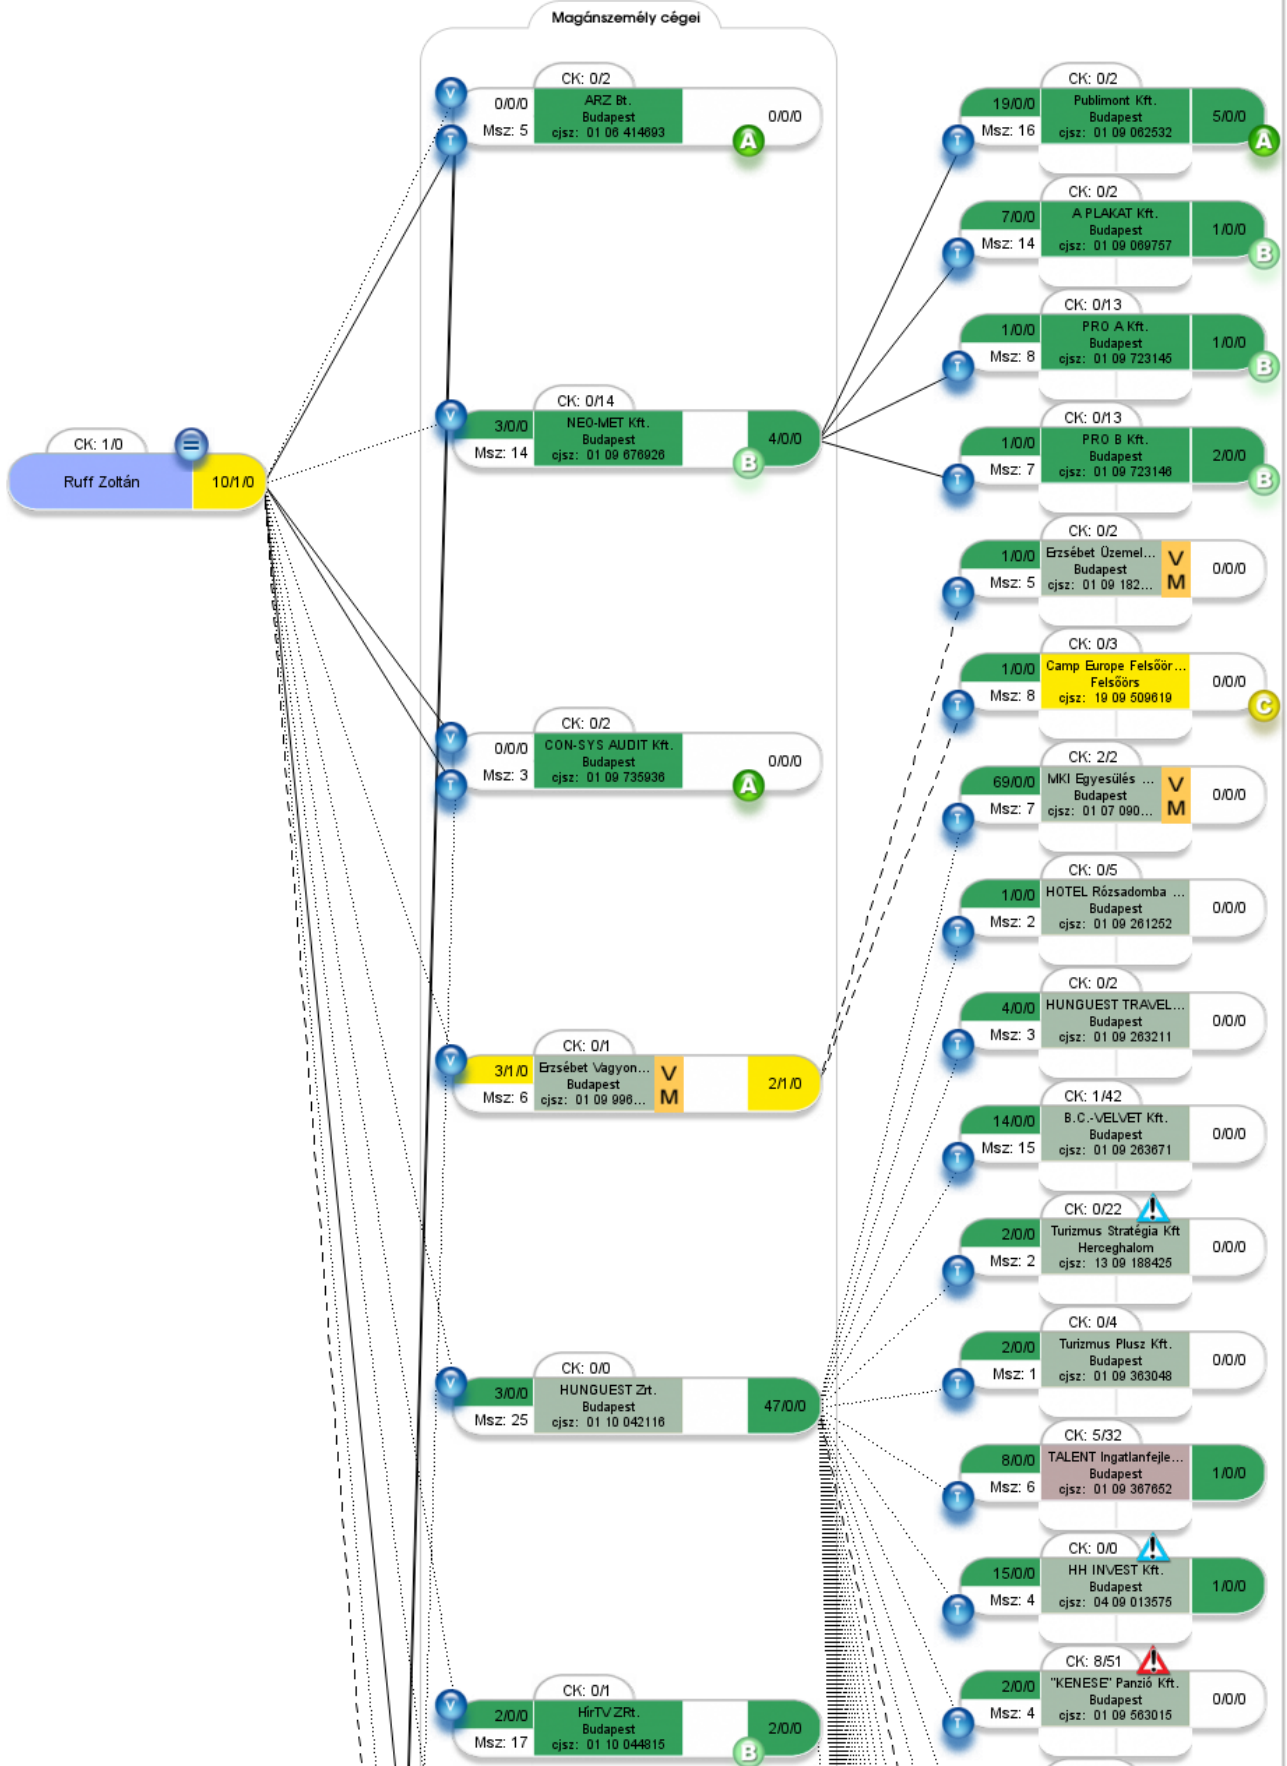 Magánszemély cégei
CK: 1/0
=
Ruff Zoltán
10/1/0
CK: 0/2
V
0/0/0
ARZ Bt.
Budapest
Msz: 5
cjsz: 01 06 414693
0/0/0
T
A
CK: 0/14
V
3/0/0
NEO-MET Kft.
Budapest
Msz: 14
cjsz: 01 09 676926
4/0/0
B
CK: 0/2
V
0/0/0
CON-SYS AUDIT Kft.
Budapest
Msz: 3
cjsz: 01 09 735936
0/0/0
T
A
CK: 0/1
V
3/1/0
Erzsébet Vagyon...
Budapest
Msz: 6
cjsz: 01 09 996...
V
M
2/1/0
CK: 0/0
V
3/0/0
HUNGUEST Zrt.
Budapest
Msz: 25
cjsz: 01 10 042116
47/0/0
CK: 0/1
V
2/0/0
HírTV ZRt.
Budapest
Msz: 17
cjsz: 01 10 044815
2/0/0
B
CK: 0/2
19/0/0
Publimont Kft.
Budapest
Msz: 16
cjsz: 01 09 062532
5/0/0
T
A
CK: 0/2
7/0/0
A PLAKÁT Kft.
Budapest
Msz: 14
cjsz: 01 09 069757
1/0/0
T
B
CK: 0/13
1/0/0
PRO A Kft.
Budapest
Msz: 8
cjsz: 01 09 723145
1/0/0
T
B
CK: 0/13
1/0/0
PRO B Kft.
Budapest
Msz: 7
cjsz: 01 09 723146
2/0/0
T
B
CK: 0/2
1/0/0
Erzsébet Üzemel...
Budapest
Msz: 5
cjsz: 01 09 182...
V
M
0/0/0
T
CK: 0/3
1/0/0
Camp Europe Felsőör...
Felsőörs
Msz: 8
cjsz: 19 09 509619
0/0/0
T
C
CK: 2/2
69/0/0
MKI Egyesülés ...
Budapest
Msz: 7
cjsz: 01 07 090...
V
M
0/0/0
T
CK: 0/5
1/0/0
HOTEL Rózsadomba ...
Budapest
Msz: 2
cjsz: 01 09 261252
0/0/0
T
CK: 0/2
4/0/0
HUNGUEST TRAVEL...
Budapest
Msz: 3
cjsz: 01 09 263211
0/0/0
T
CK: 1/42
14/0/0
B.C.-VELVET Kft.
Budapest
Msz: 15
cjsz: 01 09 263671
0/0/0
T
CK: 0/22
!
2/0/0
Turizmus Stratégia Kft
Herceghalom
Msz: 2
cjsz: 13 09 188425
0/0/0
T
CK: 0/4
2/0/0
Turizmus Plusz Kft.
Budapest
Msz: 1
cjsz: 01 09 363048
0/0/0
T
CK: 5/32
8/0/0
TALENT Ingatlanfejle...
Budapest
Msz: 6
cjsz: 01 09 367652
1/0/0
T
CK: 0/0
!
15/0/0
HH INVEST Kft.
Budapest
Msz: 4
cjsz: 04 09 013575
1/0/0
T
CK: 8/51
!
2/0/0
"KENESE" Panzió Kft.
Budapest
Msz: 4
cjsz: 01 09 563015
0/0/0
T